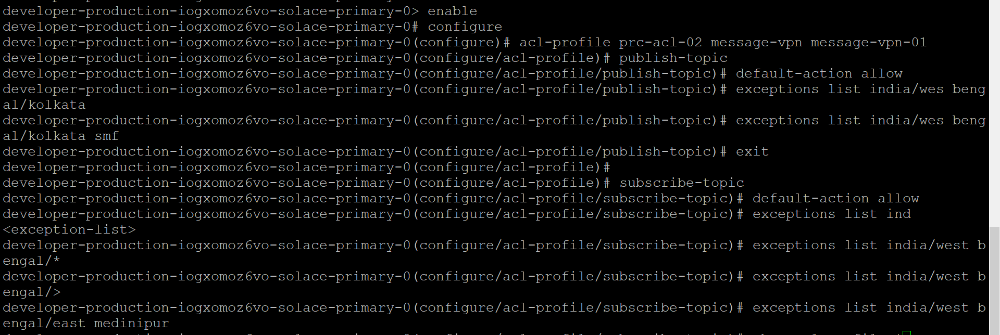 developer-production-iogxomoz6vo-solace-primary-0> enable
developer-production-iogxomoz6vo-solace-primary-0# configure
developer-production-iogxomoz6vo-solace-primary-0(configure)# acl-profile prc-acl-02 message-vpn message-vpn-01
developer-production-iogxomoz6vo-solace-primary-0(configure/acl-profile)# publish-topic
developer-production-iogxomoz6vo-solace-primary-0(configure/acl-profile/publish-topic)# default-action allow
developer-production-iogxomoz6vo-solace-primary-0(configure/acl-profile/publish-topic)# exceptions list india/wes beng
al/kolkata
developer-production-iogxomoz6vo-solace-primary-0(configure/acl-profile/publish-topic)# exceptions list india/wes beng
al/kolkata smf
developer-production-iogxomoz6vo-solace-primary-0(configure/acl-profile/publish-topic)# exit
developer-production-iogxomoz6vo-solace-primary-0(configure/acl-profile)#
developer-production-iogxomoz6vo-solace-primary-0(configure/acl-profile)# subscribe-topic
developer-production-iogxomoz6vo-solace-primary-0(configure/acl-profile/subscribe-topic)# default-action allow
developer-production-iogxomoz6vo-solace-primary-0(configure/acl-profile/subscribe-topic)# exceptions list ind
<exception-list>
developer-production-iogxomoz6vo-solace-primary-0(configure/acl-profile/subscribe-topic)# exceptions list india/west b
engal/*
developer-production-iogxomoz6vo-solace-primary-0(configure/acl-profile/subscribe-topic)# exceptions list india/west b
engal/>
developer-production-iogxomoz6vo-solace-primary-0(configure/acl-profile/subscribe-topic)# exceptions list india/west b
engal/east medinipur